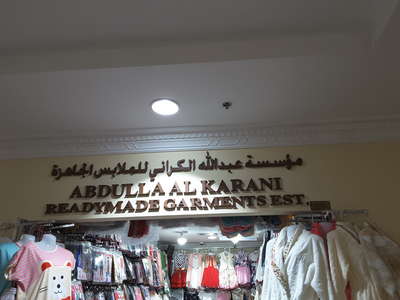 مؤسسة عبدالله الكراني للملابس الجاهزة
ABDULLA AL KARANI
READYMADE GARMENTS EST.